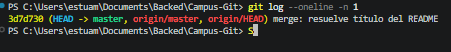 PS C:\Users\estuam\Documents\Backed\Campus-Git> git log --oneline -n 1
3d7d730 (HEAD -> master, origin/master, origin/HEAD) merge: resuelve título del README
PS C:\Users\estuam\Documents\Backed\Campus-Git> S